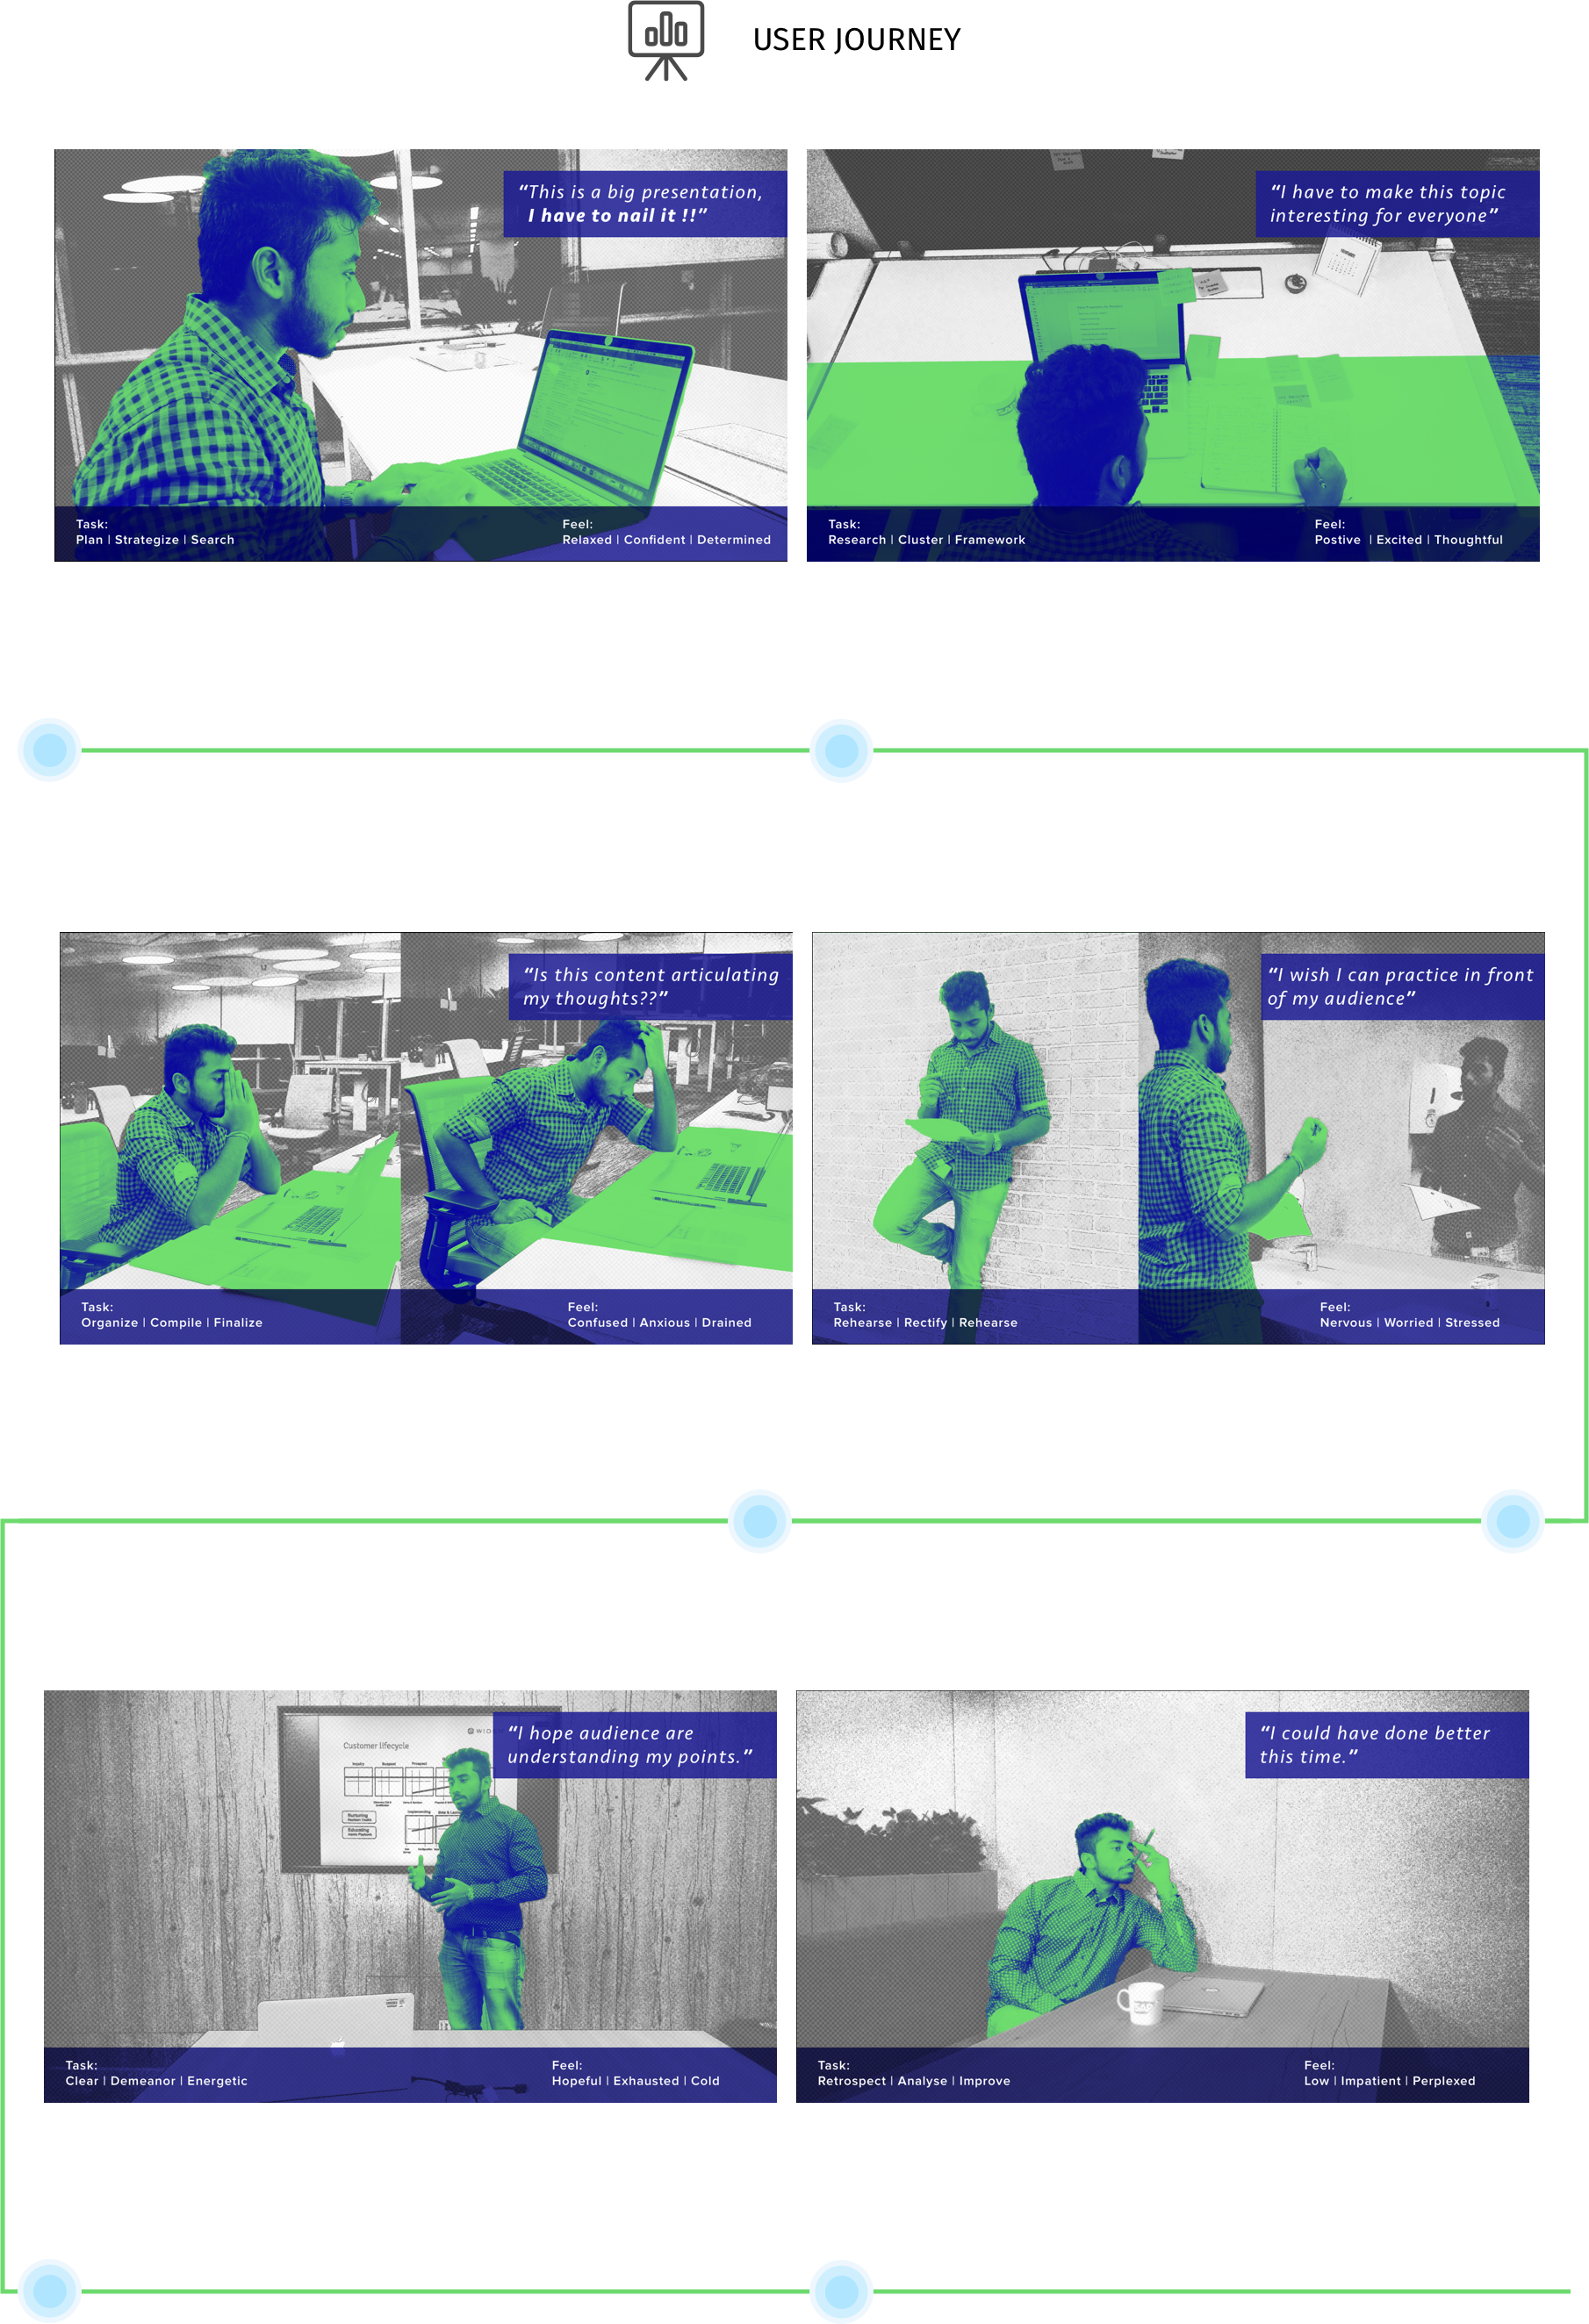 USER JOURNEY
“This is a big presentation,
I have to nail it !!”
Task:
Plan | Strategize | Search
Feel:
Relaxed | Confident | Determined
“I have to make this topic
interesting for everyone”
Task:
Research | Cluster | Framework
Feel:
Postive | Excited | Thoughtful
“Is this content articulating
my thoughts??”
Task:
Organize | Compile | Finalize
Feel:
Confused | Anxious | Drained
“I wish I can practice in front
of my audience”
Task:
Rehearse | Rectify | Rehearse
Feel:
Nervous | Worried | Stressed
“I hope audience are
understanding my points.”
Customer lifecycle
Nurturing
Educating
Implementing
Task:
Clear | Demeanor | Energetic
Feel:
Hopeful | Exhausted | Cold
“I could have done better
this time.”
SAP
Task:
Retrospect | Analyse | Improve
Feel:
Low | Impatient | Perplexed